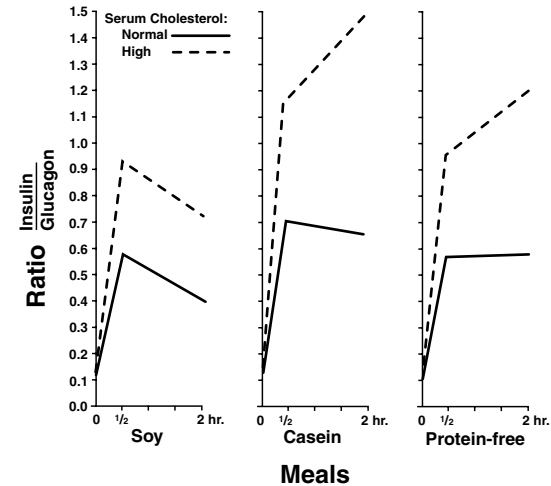 Serum Cholesterol:
Normal
High
1.5
1.4
1.3
1.2
1.1
1.0
0.9
0.8
0.7
0.6
0.5
0.4
0.3
0.2
0.1
0.0
Ratio Insulin
Glucagon
0 1/2 2 hr.
Soy
0 1/2 2 hr.
Casein
0 1/2 2 hr.
Protein-free
Meals